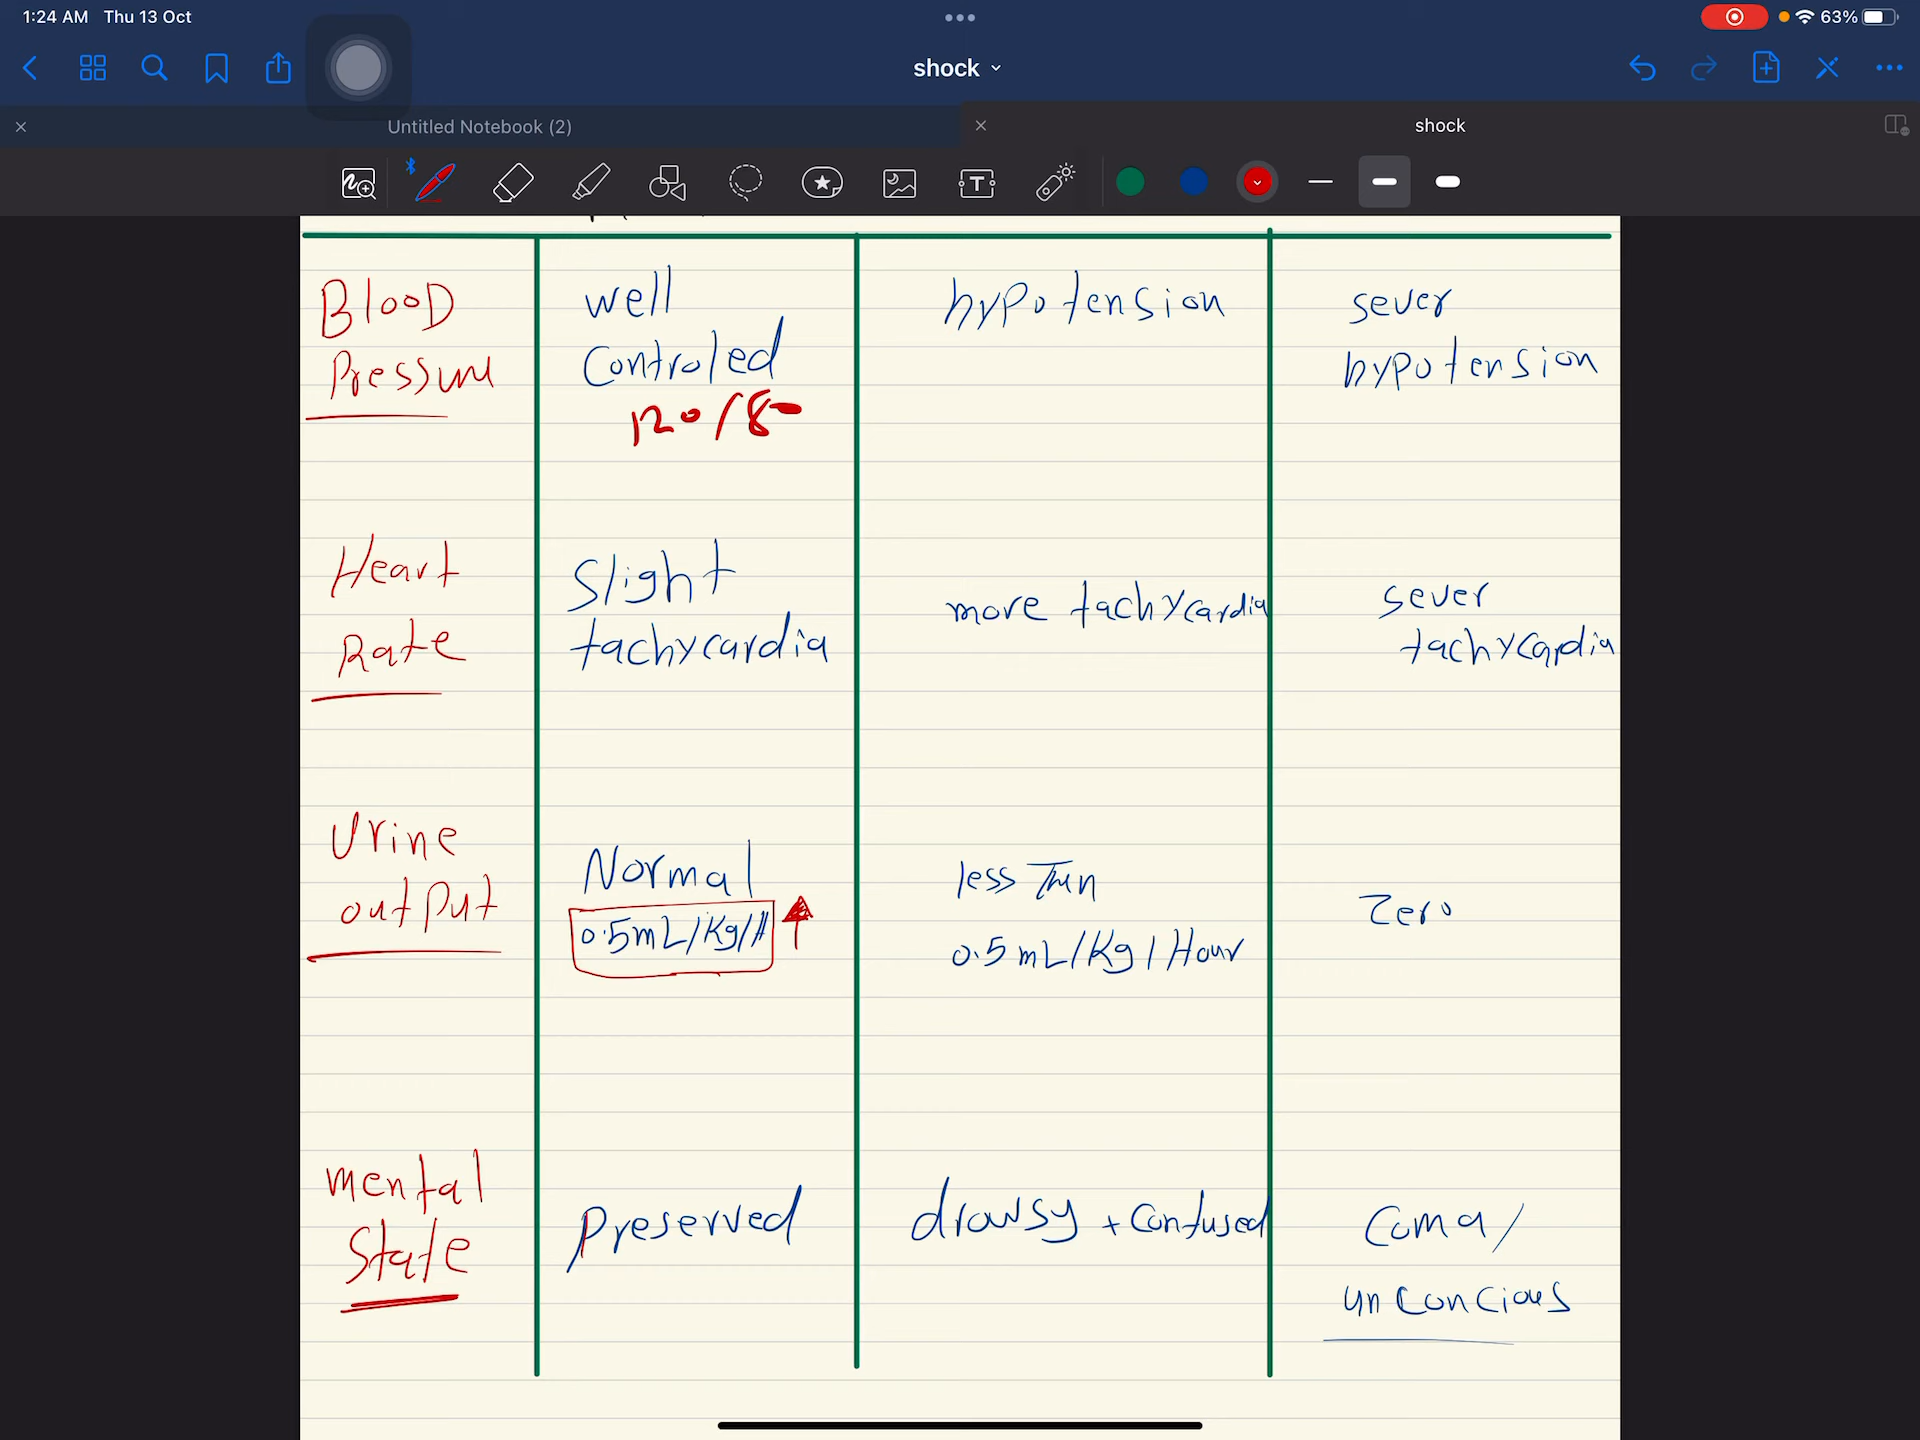 1:24 AM Thu 13 Oct
63%
shock
Untitled Notebook (2)
shock
Blood
Pressure
well
Controled
120/80
hypotension
sever
hypotension
Heart
Rate
Slight
tachycardia
more tachycardia
sever
tachycardia
Urine
outPut
Normal
0.5mL/Kg/H
less Than
0.5 mL/Kg/Hour
Zero
mental
State
Preserved
drowsy + Confused
Coma/
unConcious